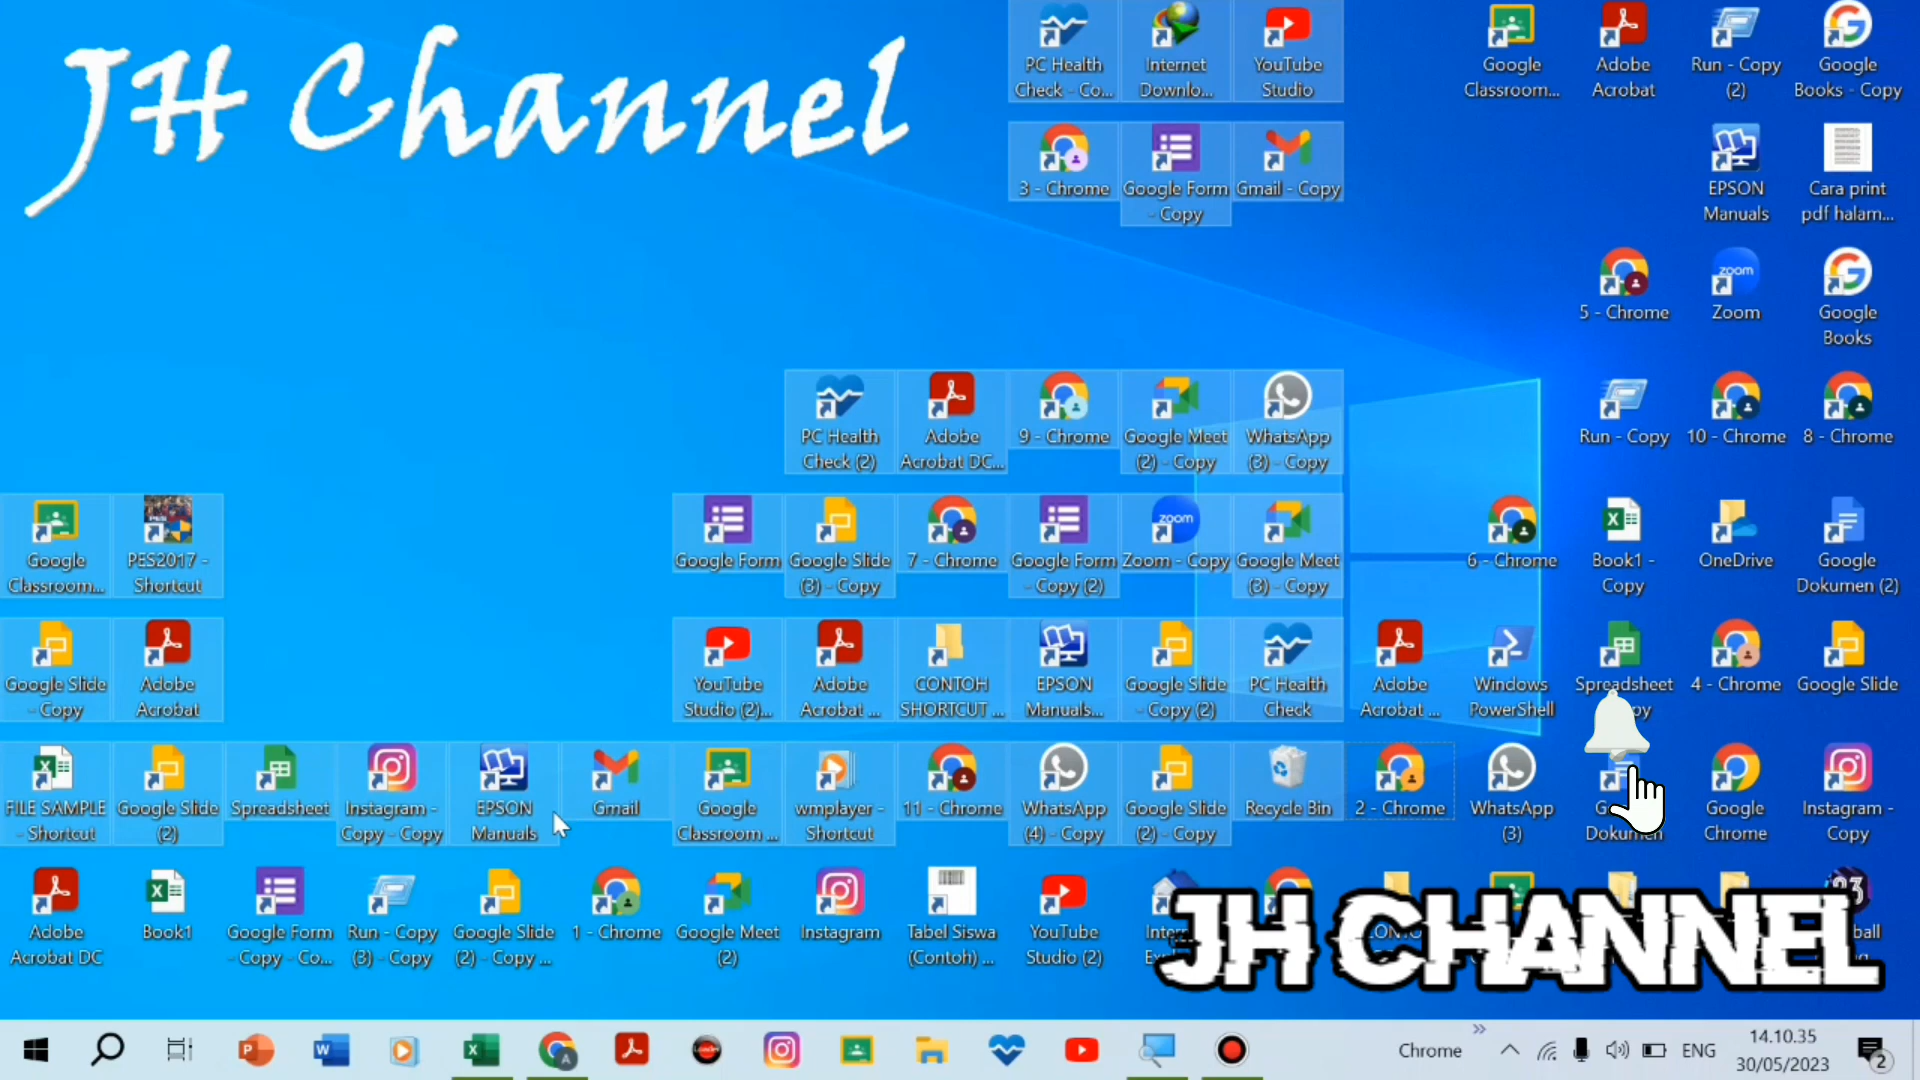 JH Channel
PC Health Check - Co...
Internet Downlo...
YouTube Studio
Google Classroom...
Adobe Acrobat
Run - Copy (2)
Google Books - Copy
3 - Chrome
Google Form - Copy
Gmail - Copy
EPSON Manuals
Cara print pdf halam...
5 - Chrome
zoom
Zoom
Google Books
PC Health Check (2)
Adobe Acrobat DC...
9 - Chrome
Google Meet (2) - Copy
WhatsApp (3) - Copy
Run - Copy
10 - Chrome
8 - Chrome
Google Classroom...
PES2017 - Shortcut
Google Form
Google Slide (3) - Copy
7 - Chrome
Google Form - Copy (2)
zoom
Zoom - Copy
Google Meet (3) - Copy
6 - Chrome
Book1 - Copy
OneDrive
Google Dokumen (2)
Google Slide - Copy
Adobe Acrobat
YouTube Studio (2)...
Adobe Acrobat ...
CONTOH SHORTCUT ...
EPSON Manuals...
Google Slide - Copy (2)
PC Health Check
Adobe Acrobat ...
Windows PowerShell
Spreadsheet
4 - Chrome
Google Slide
FILE SAMPLE - Shortcut
Google Slide (2)
Spreadsheet
Instagram - Copy - Copy
EPSON Manuals
Gmail
Google Classroom ...
wmplayer - Shortcut
11 - Chrome
WhatsApp (4) - Copy
Google Slide (2) - Copy
Recycle Bin
2 - Chrome
WhatsApp (3)
Dokumen
Google Chrome
Instagram - Copy
Adobe Acrobat DC
Book1
Google Form - Copy - Co...
Run - Copy (3) - Copy
Google Slide (2) - Copy ...
1 - Chrome
Google Meet (2)
Instagram
Tabel Siswa (Contoh) ...
YouTube Studio (2)
JH CHANNEL
Chrome
ENG
14.10.35
30/05/2023
2